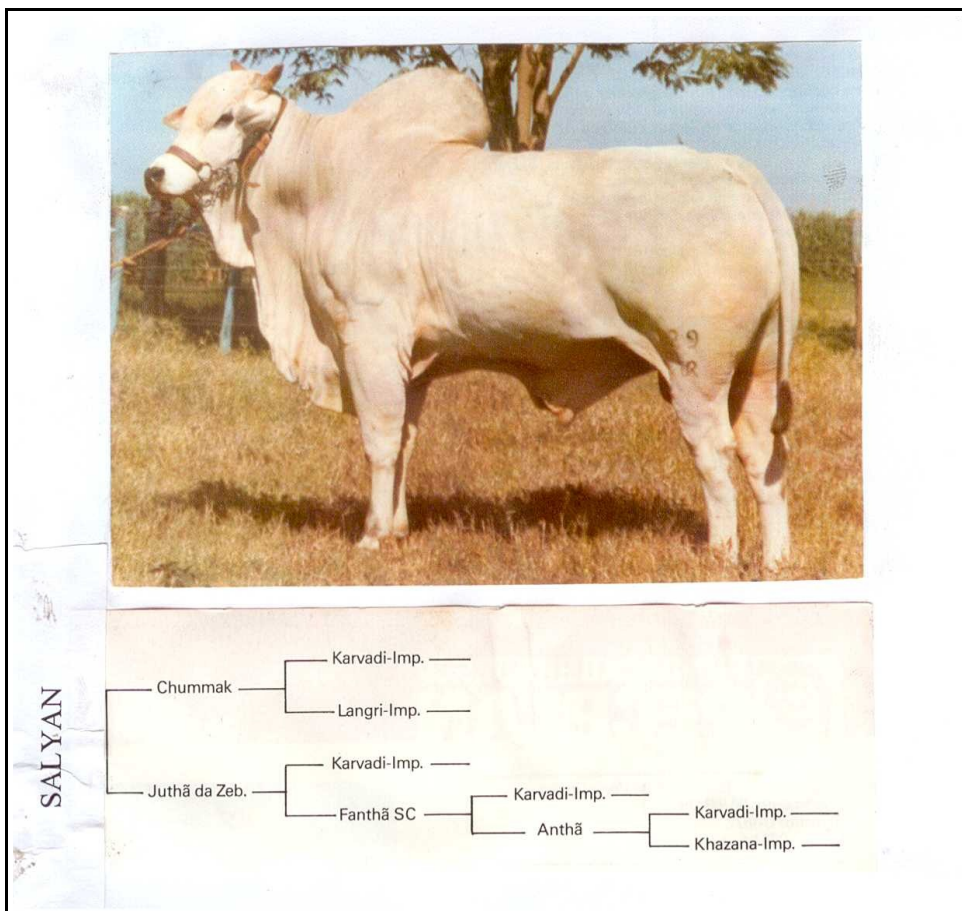 SALYAN
Chummak
Karvadi-Imp.
Langri-Imp.
Juthã da Zeb.
Karvadi-Imp.
Fanthã SC
Karvadi-Imp.
Anthã
Karvadi-Imp.
Khazana-Imp.